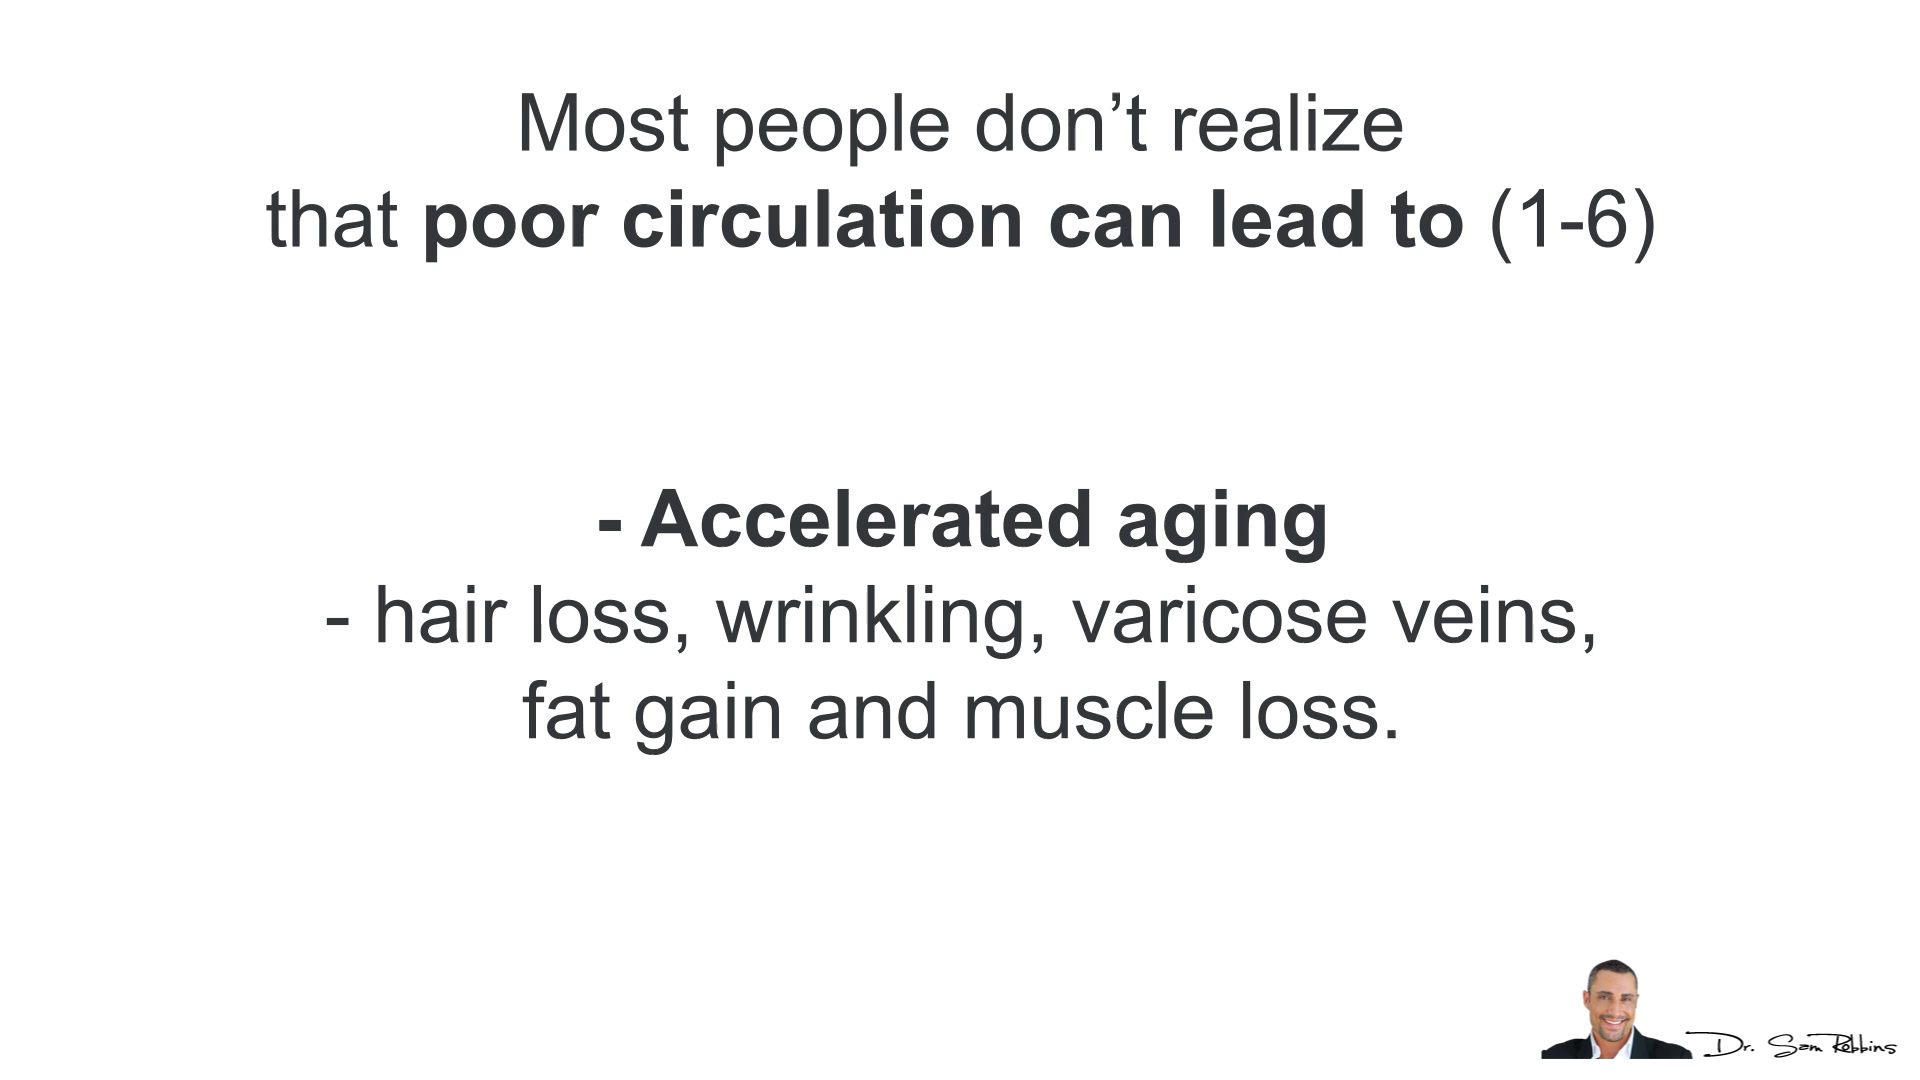 Most people don’t realize
that poor circulation can lead to (1-6)
- Accelerated aging
- hair loss, wrinkling, varicose veins,
fat gain and muscle loss.
Dr. Sam Robbins